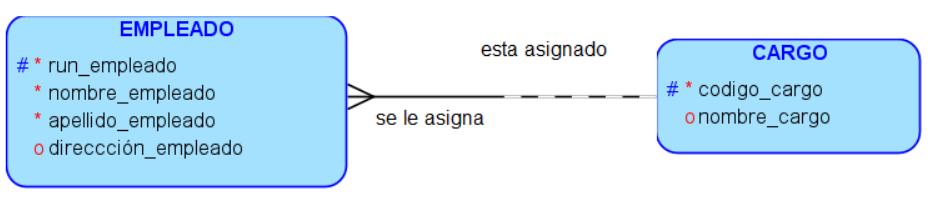 EMPLEADO
# * run_empleado
* nombre_empleado
* apellido_empleado
o direccción_empleado
esta asignado
se le asigna
CARGO
# * codigo_cargo
o nombre_cargo